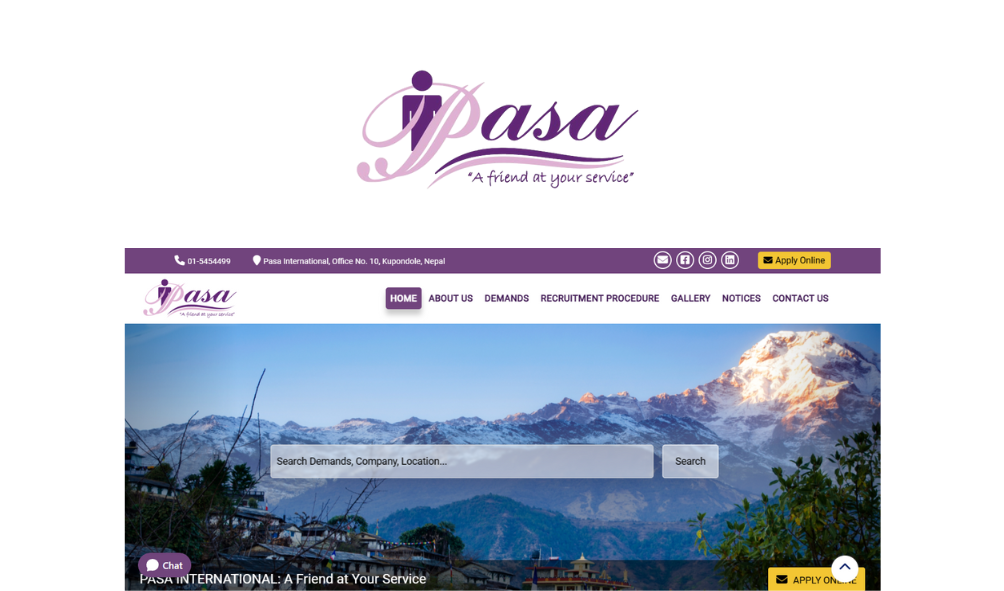 Pasa
"A friend at your service"
01-5454499
Pasa International, Office No. 10, Kupondole, Nepal
Apply Online
Pasa
"A friend at your service"
HOME
ABOUT US
DEMANDS
RECRUITMENT PROCEDURE
GALLERY
NOTICES
CONTACT US
Search Demands, Company, Location...
Search
Chat
PASA INTERNATIONAL: A Friend at Your Service
APPLY ONLINE